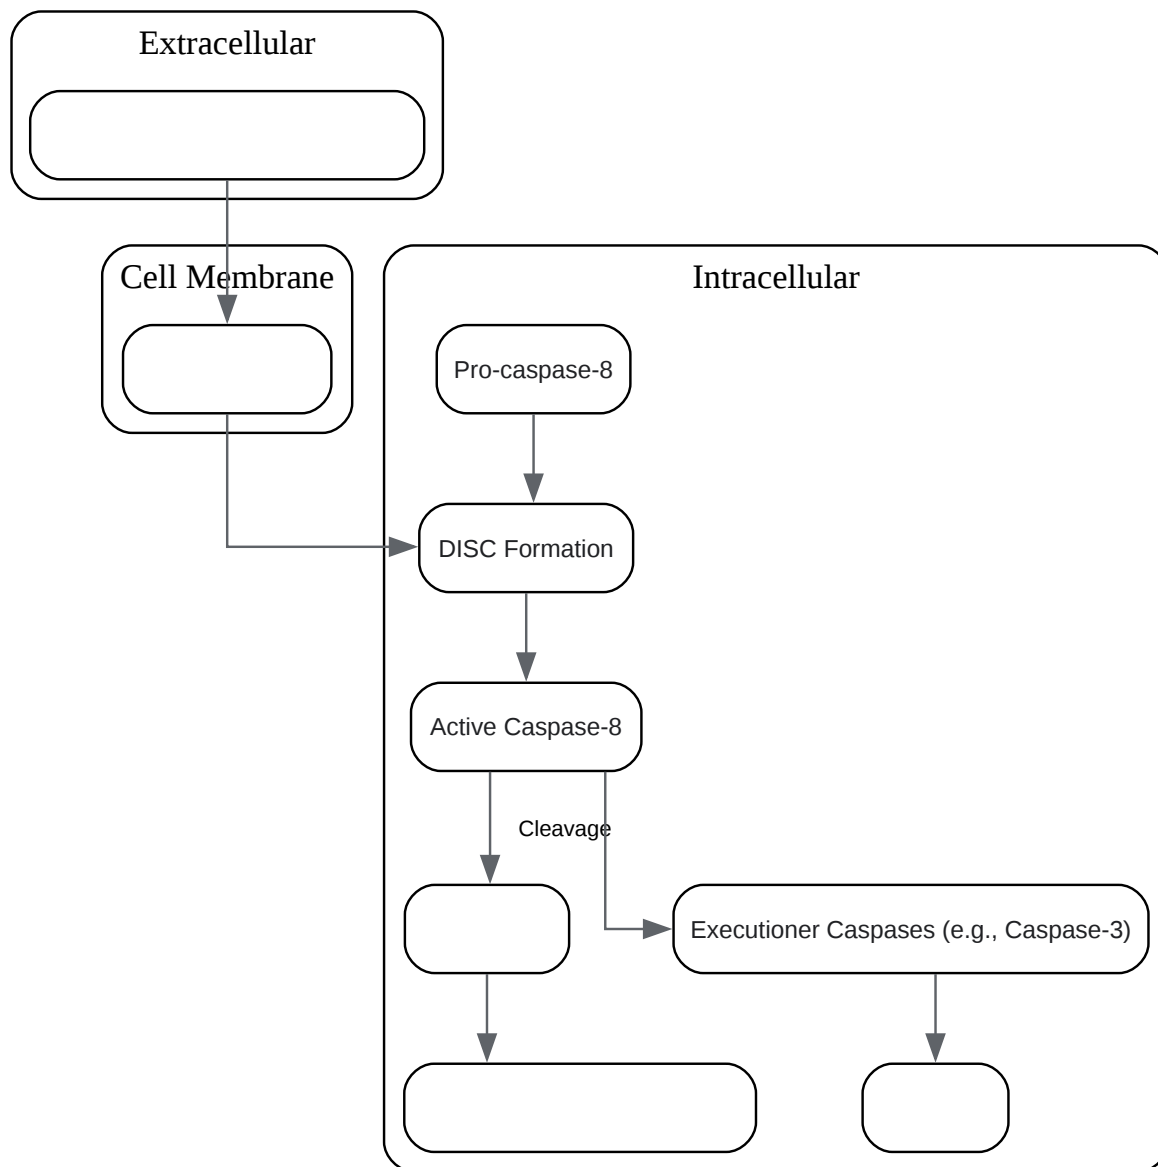 Extracellular
Cell Membrane
Intracellular
Pro-caspase-8
DISC Formation
Active Caspase-8
Cleavage
Executioner Caspases (e.g., Caspase-3)